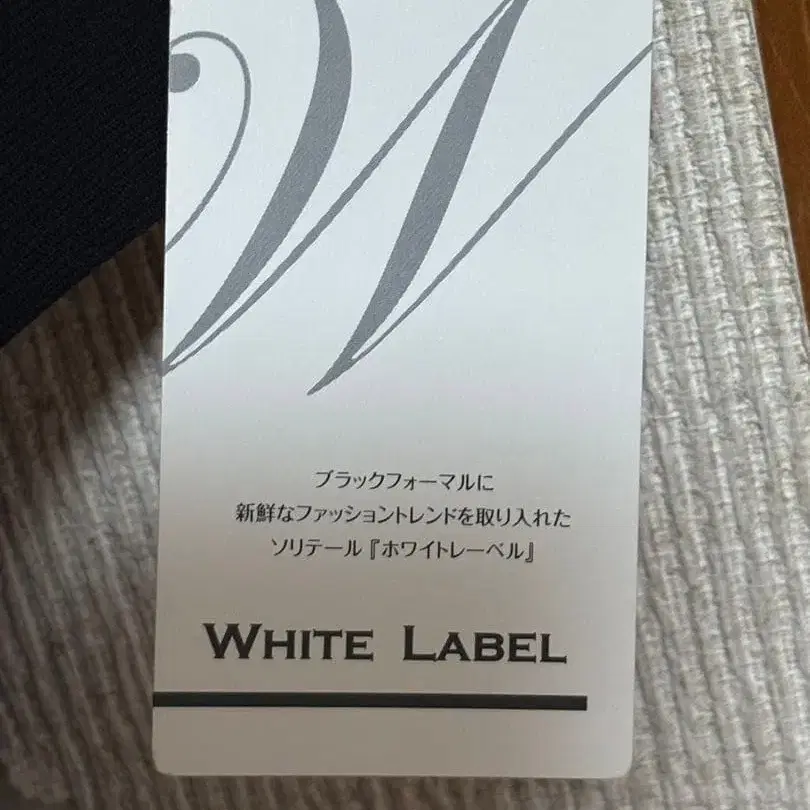 W
ブラックフォーマルに
新鮮なファッショントレンドを取り入れた
ソリテール『ホワイトレーベル』
WHITE LABEL